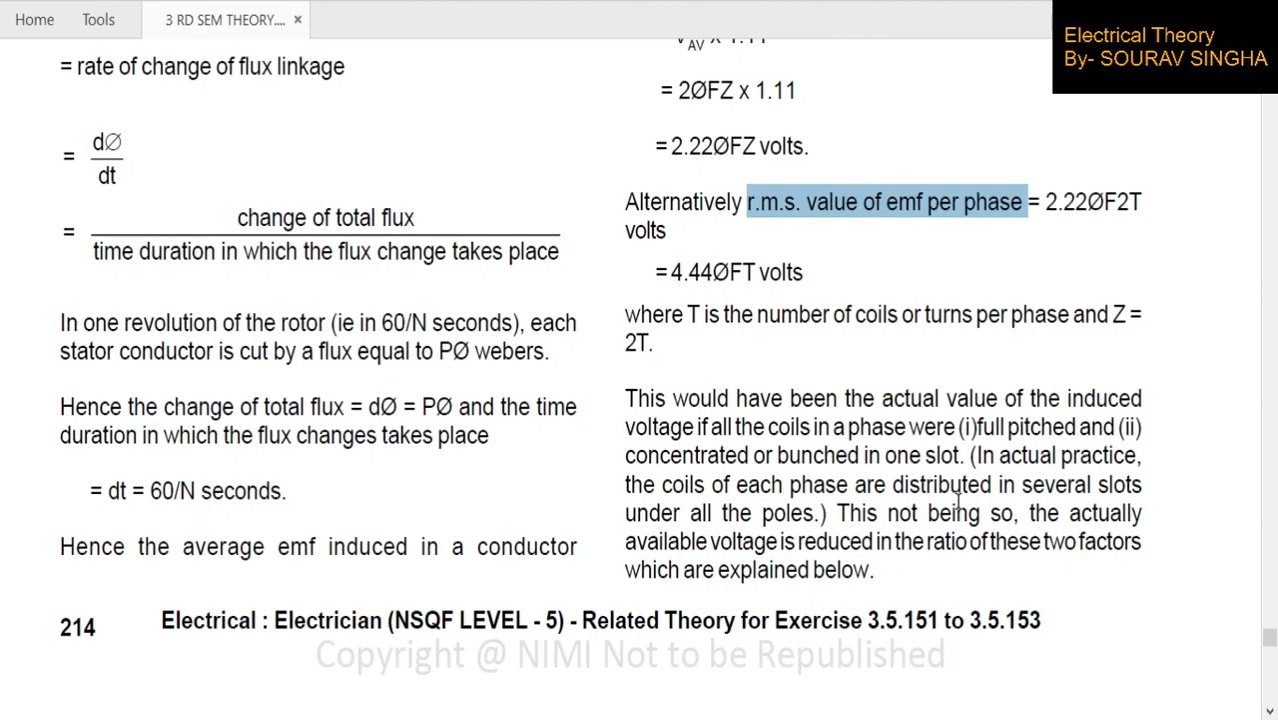 Home Tools 3 RD SEM THEORY.... ×
Electrical Theory
By- SOURAV SINGHA
= rate of change of flux linkage
= dØ
dt
= change of total flux
time duration in which the flux change takes place
In one revolution of the rotor (ie in 60/N seconds), each
stator conductor is cut by a flux equal to PØ webers.
Hence the change of total flux = dØ = PØ and the time
duration in which the flux changes takes place
= dt = 60/N seconds.
Hence the average emf induced in a conductor
VAV x 1.11
= 2ØFZ x 1.11
= 2.22ØFZ volts.
Alternatively r.m.s. value of emf per phase = 2.22ØF2T
volts
= 4.44ØFT volts
where T is the number of coils or turns per phase and Z =
2T.
This would have been the actual value of the induced
voltage if all the coils in a phase were (i)full pitched and (ii)
concentrated or bunched in one slot. (In actual practice,
the coils of each phase are distributed in several slots
under all the poles.) This not being so, the actually
available voltage is reduced in the ratio of these two factors
which are explained below.
214 Electrical : Electrician (NSQF LEVEL - 5) - Related Theory for Exercise 3.5.151 to 3.5.153
Copyright @ NIMI Not to be Republished